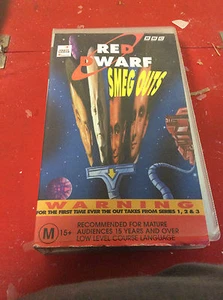 BBC
RED
DWARF
SMEG OUTS
WARNING
FOR THE FIRST TIME EVER THE OUT TAKES FROM SERIES 1, 2 & 3
M 15+
RECOMMENDED FOR MATURE
AUDIENCES 15 YEARS AND OVER
LOW LEVEL COURSE LANGUAGE